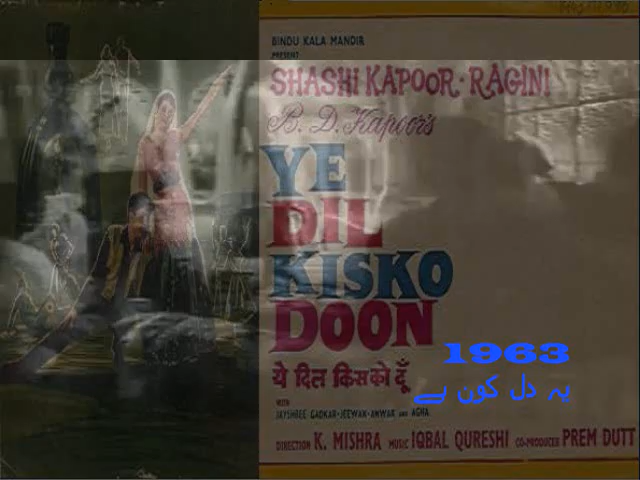 BINDU KALA MANDIR
PRESENT
SHASHI KAPOOR · RAGINI
B. D. Kapoor's
YE
DIL
KISKO
DOON
1963
ये दिल किसको दूँ
یہ دل کون ہے
WITH
JAYSHREE GADKAR · JEEWAN · ANWAR AND AGHA
DIRECTION K. MISHRA MUSIC IQBAL QURESHI CO-PRODUCER PREM DUTT